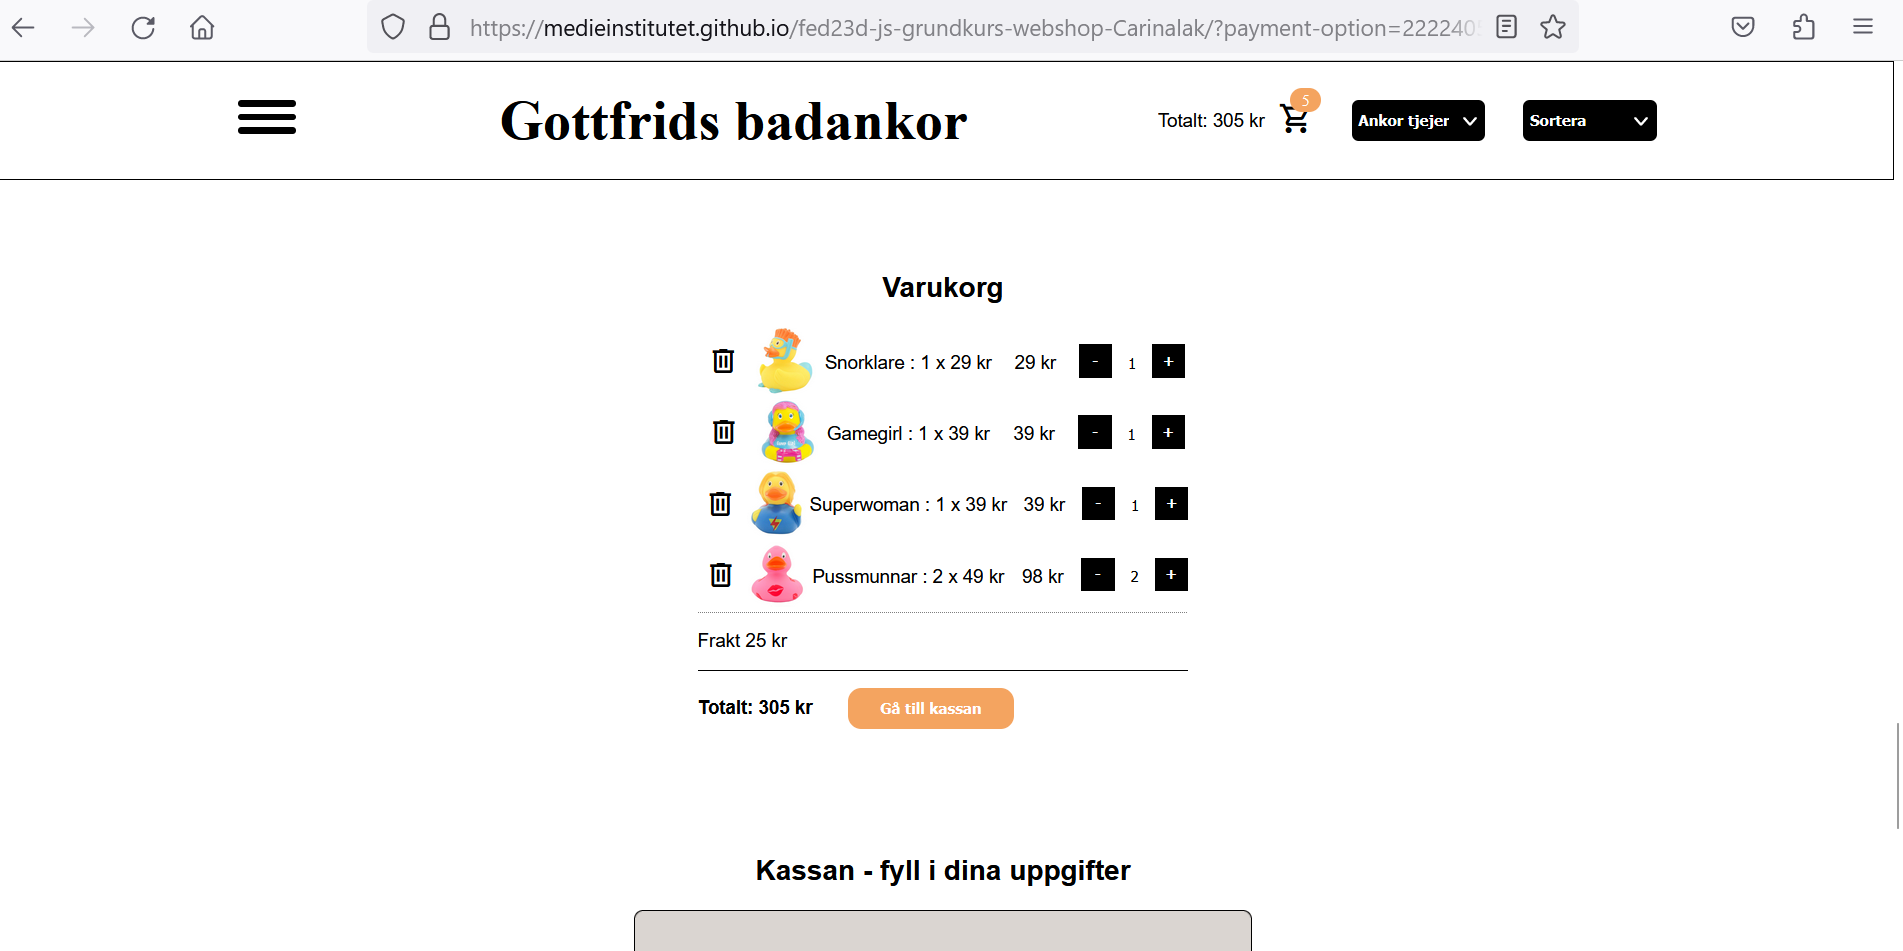 https://medieinstitutet.github.io/fed23d-js-grundkurs-webshop-Carinalak/?payment-option=222240
Gottfrids badankor
Totalt: 305 kr
5
Ankor tjejer
Sortera
Varukorg
Snorklare : 1 x 29 kr 29 kr - 1 +
Gamegirl : 1 x 39 kr 39 kr - 1 +
Superwoman : 1 x 39 kr 39 kr - 1 +
Pussmunnar : 2 x 49 kr 98 kr - 2 +
Frakt 25 kr
Totalt: 305 kr
Gå till kassan
Kassan - fyll i dina uppgifter